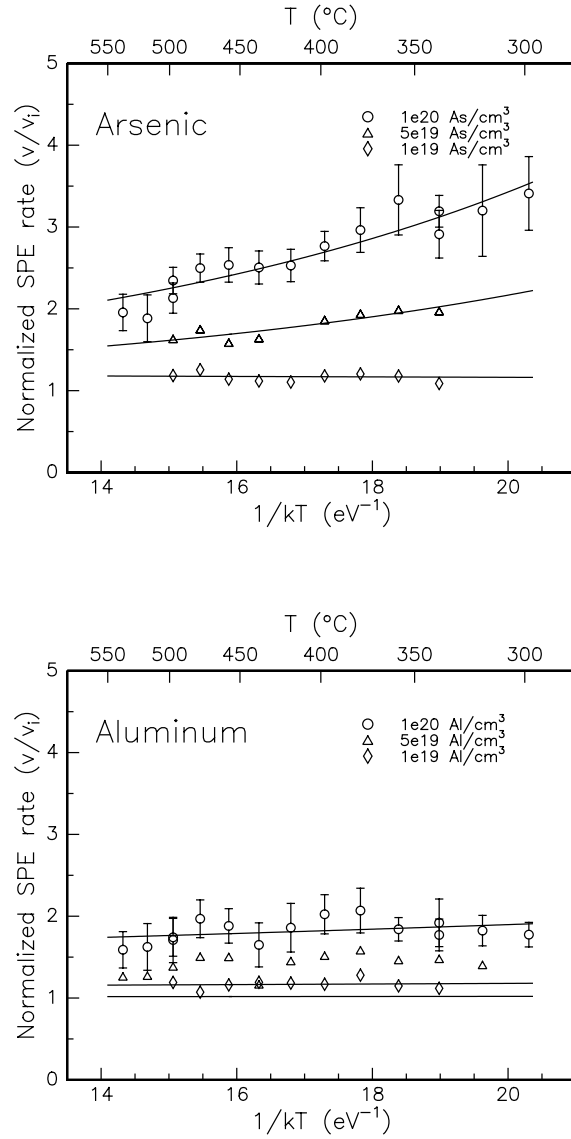 T (°C)
550 500 450 400 350 300
5
4
3
2
1
0
Normalized SPE rate (v/vᵢ)
Arsenic
1e20 As/cm³
5e19 As/cm³
1e19 As/cm³
14 16 18 20
1/kT (eV⁻¹)
T (°C)
550 500 450 400 350 300
5
4
3
2
1
0
Normalized SPE rate (v/vᵢ)
Aluminum
1e20 Al/cm³
5e19 Al/cm³
1e19 Al/cm³
14 16 18 20
1/kT (eV⁻¹)